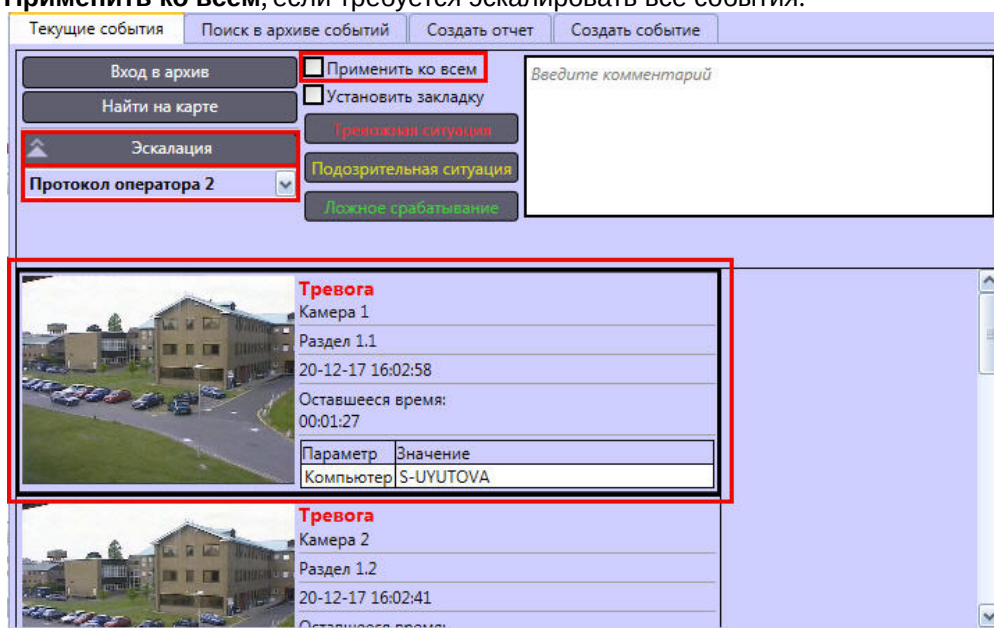 Применить ко всем, если требуется эскалировать все события.
Текущие события
Поиск в архиве событий
Создать отчет
Создать событие
Вход в архив
Применить ко всем
Введите комментарий
Найти на карте
Установить закладку
Тревожная ситуация
Эскалация
Подозрительная ситуация
Протокол оператора 2
Ложное срабатывание
Тревога
Камера 1
Раздел 1.1
20-12-17 16:02:58
Оставшееся время:
00:01:27
Параметр Значение
Компьютер S-UYUTOVA
Тревога
Камера 2
Раздел 1.2
20-12-17 16:02:41
Оставшееся время: